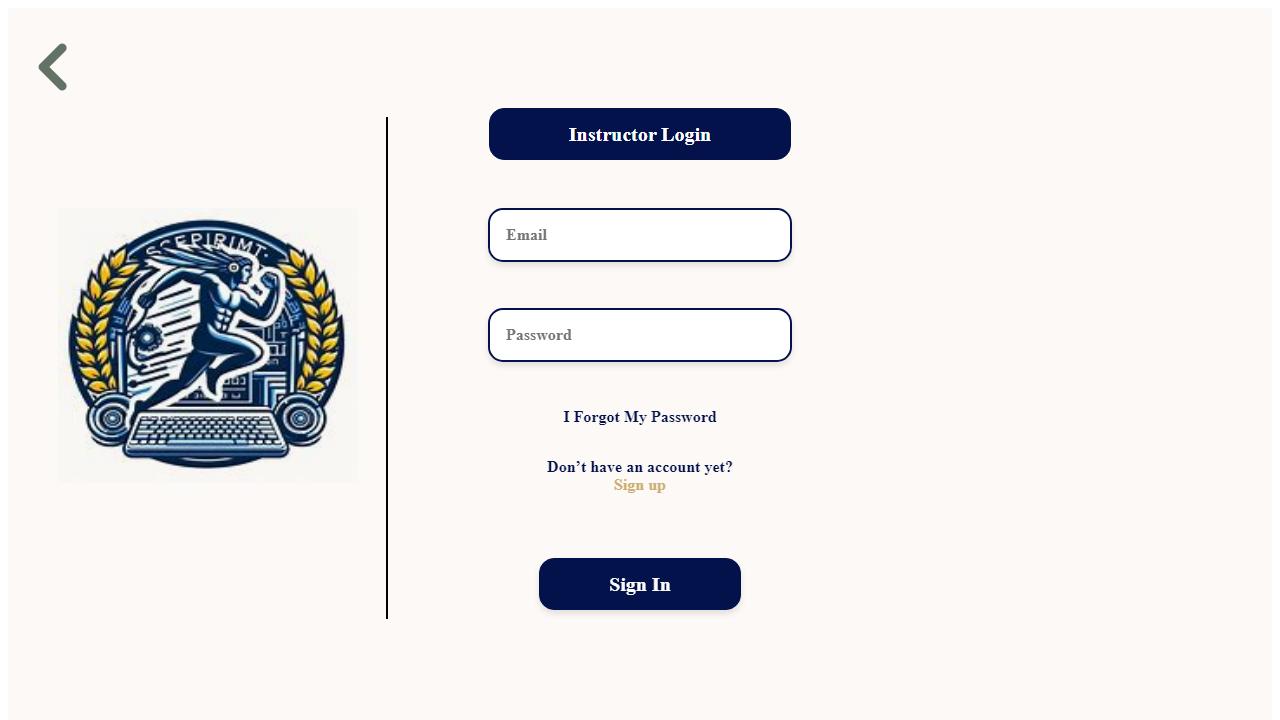 Instructor Login
SCEPIRIMT.
Email
Password
I Forgot My Password
Don’t have an account yet?
Sign up
Sign In